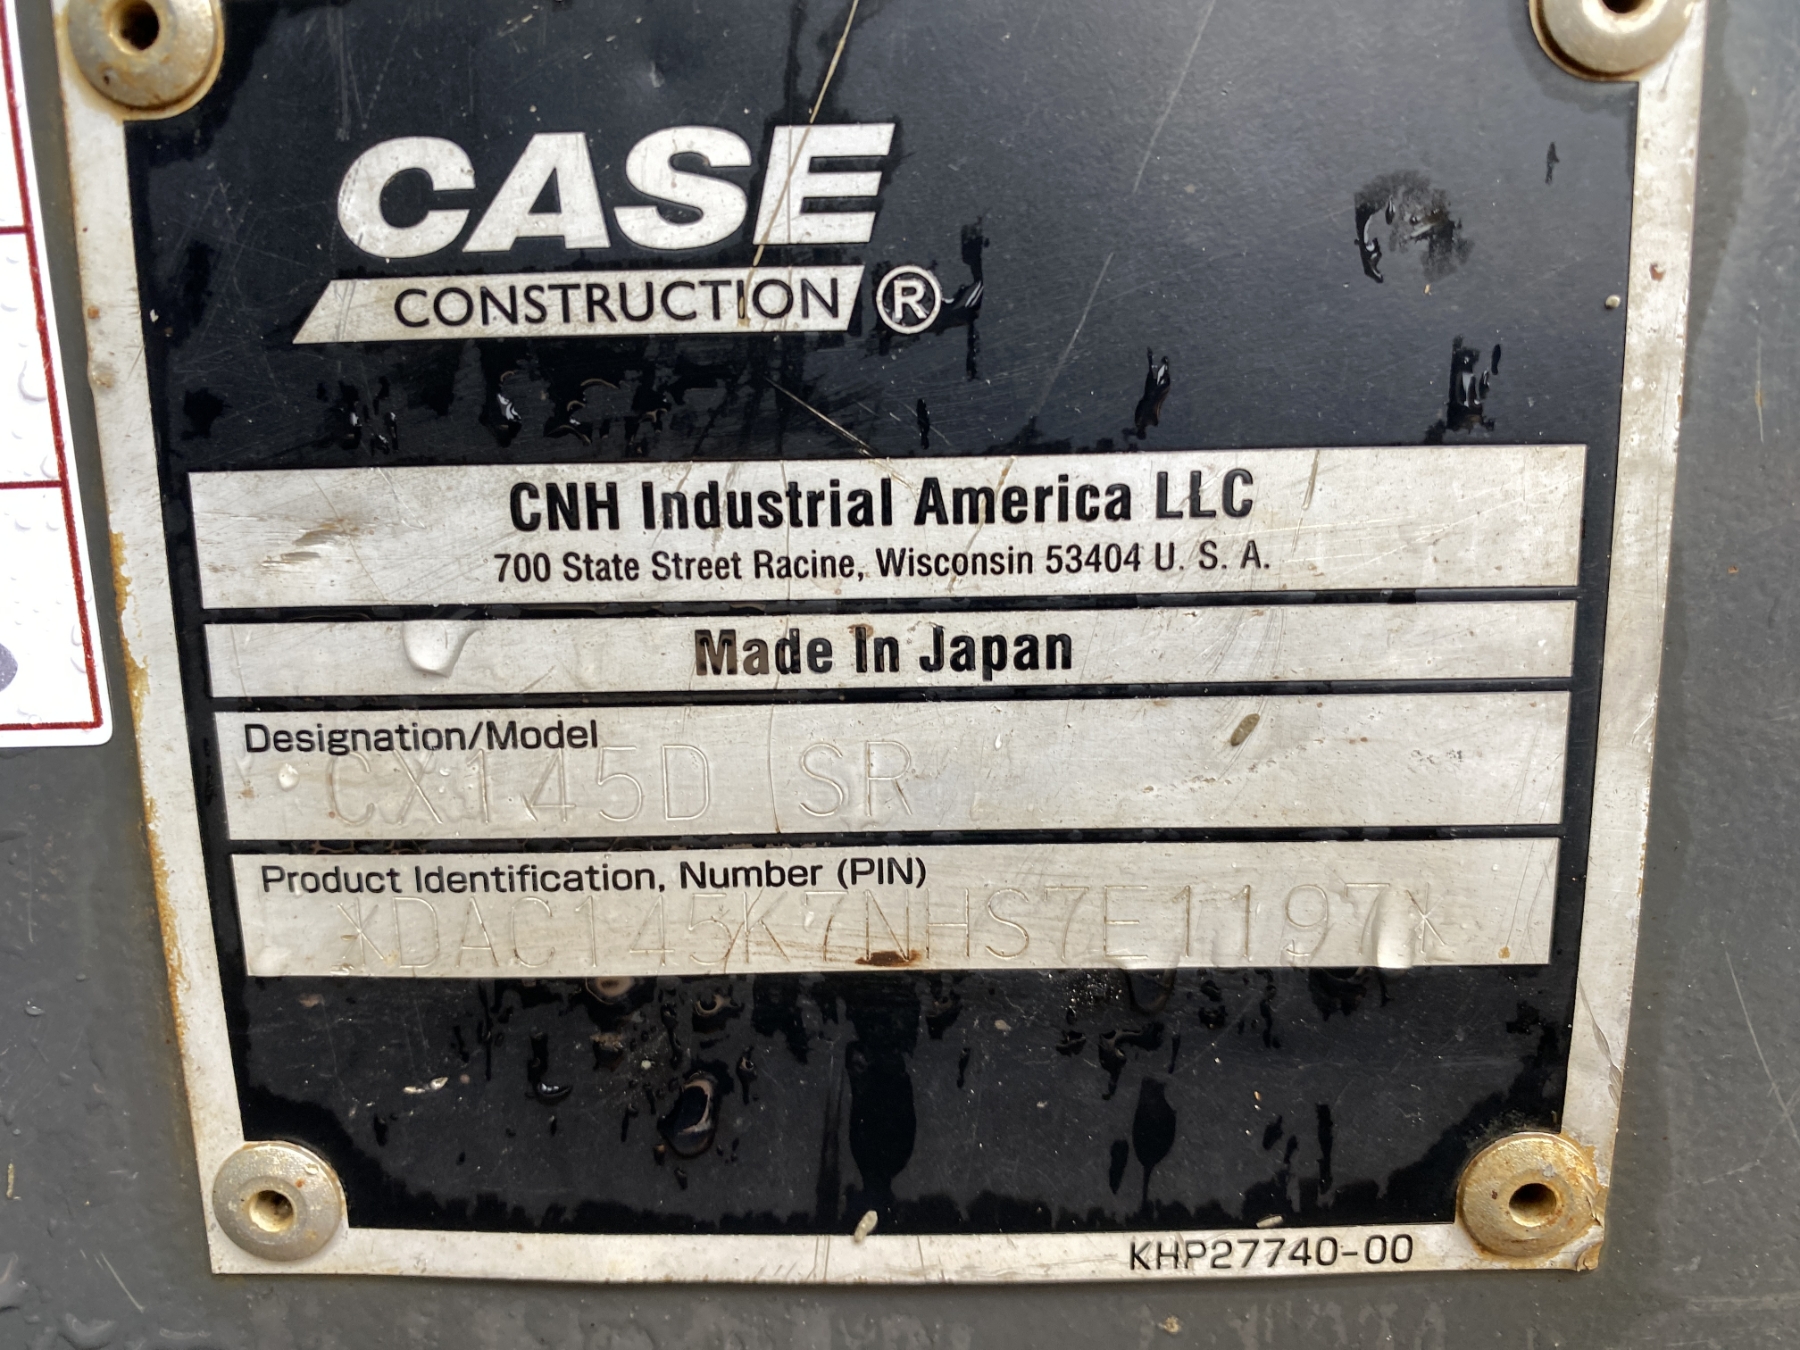 CASE
CONSTRUCTION ®
CNH Industrial America LLC
700 State Street Racine, Wisconsin 53404 U. S. A.
Made In Japan
Designation/Model
CX145D SR
Product Identification, Number (PIN)
*DAC145K7NHS7E1197*
KHP27740-00